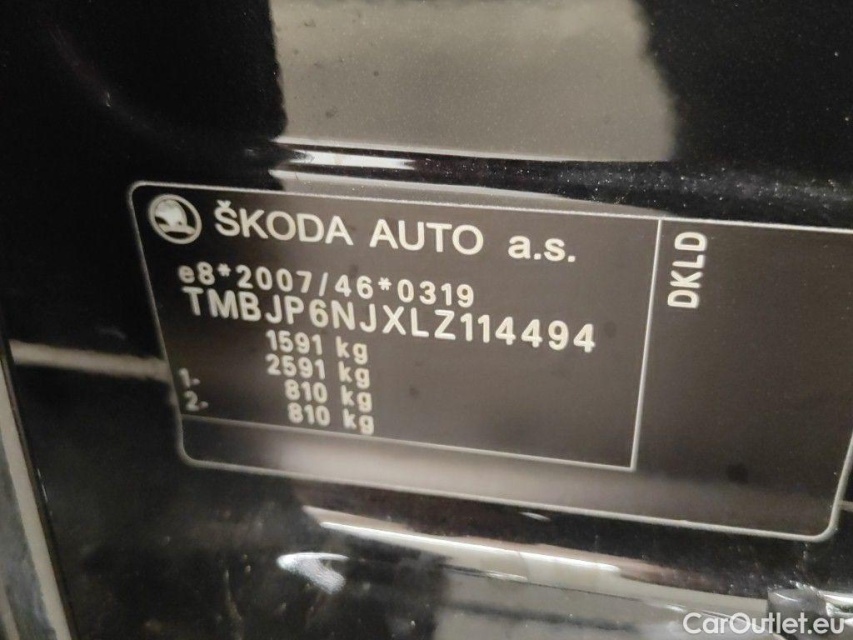 ŠKODA AUTO a.s.
e8*2007/46*0319
TMBJP6NJXLZ114494
1591 kg
2591 kg
1- 810 kg
2- 810 kg
DKLD
CarOutlet.eu